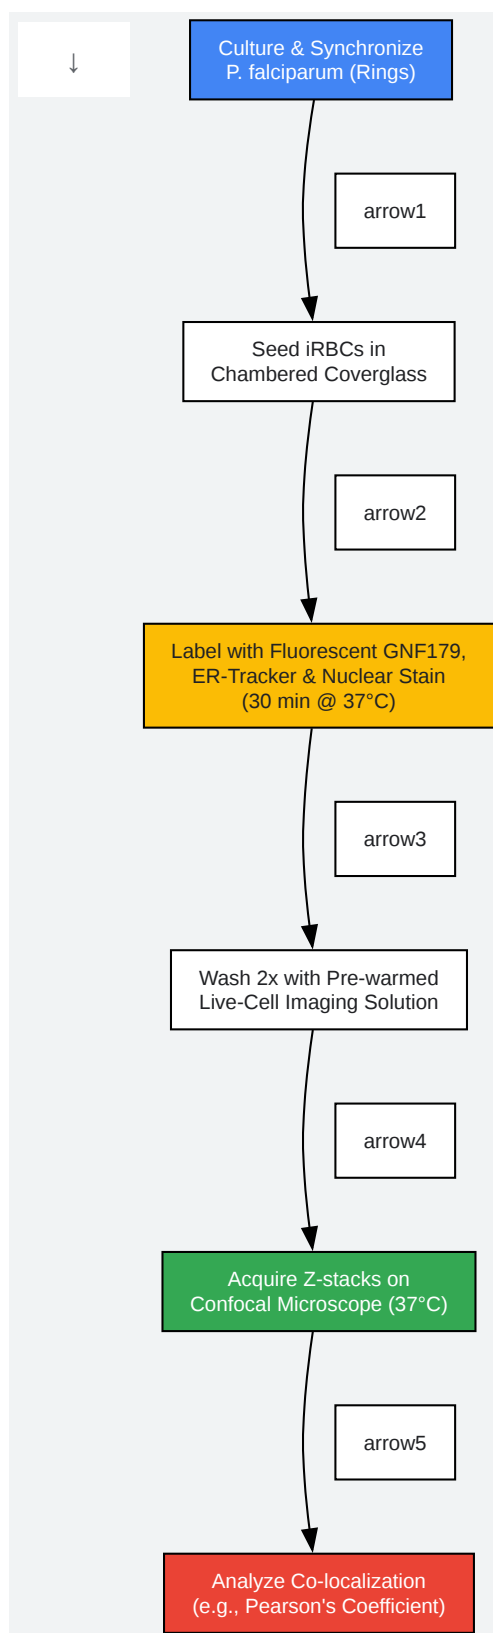 ↓
Culture & Synchronize
P. falciparum (Rings)
arrow1
Seed iRBCs in
Chambered Coverglass
arrow2
Label with Fluorescent GNF179,
ER-Tracker & Nuclear Stain
(30 min @ 37°C)
arrow3
Wash 2x with Pre-warmed
Live-Cell Imaging Solution
arrow4
Acquire Z-stacks on
Confocal Microscope (37°C)
arrow5
Analyze Co-localization
(e.g., Pearson's Coefficient)